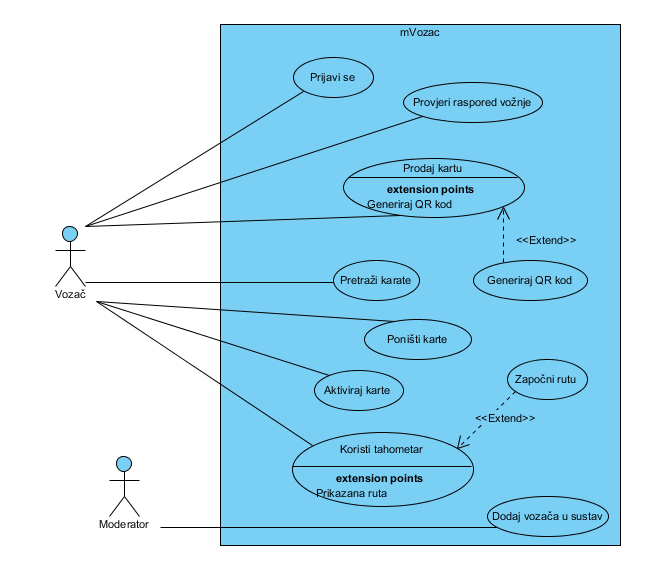 mVozac
Prijavi se
Provjeri raspored vožnje
Prodaj kartu
extension points
Generiraj QR kod
<<Extend>>
Vozač
Pretraži karate
Generiraj QR kod
Poništi karte
Započni rutu
Aktiviraj karte
<<Extend>>
Koristi tahometar
extension points
Prikazana ruta
Moderator
Dodaj vozača u sustav